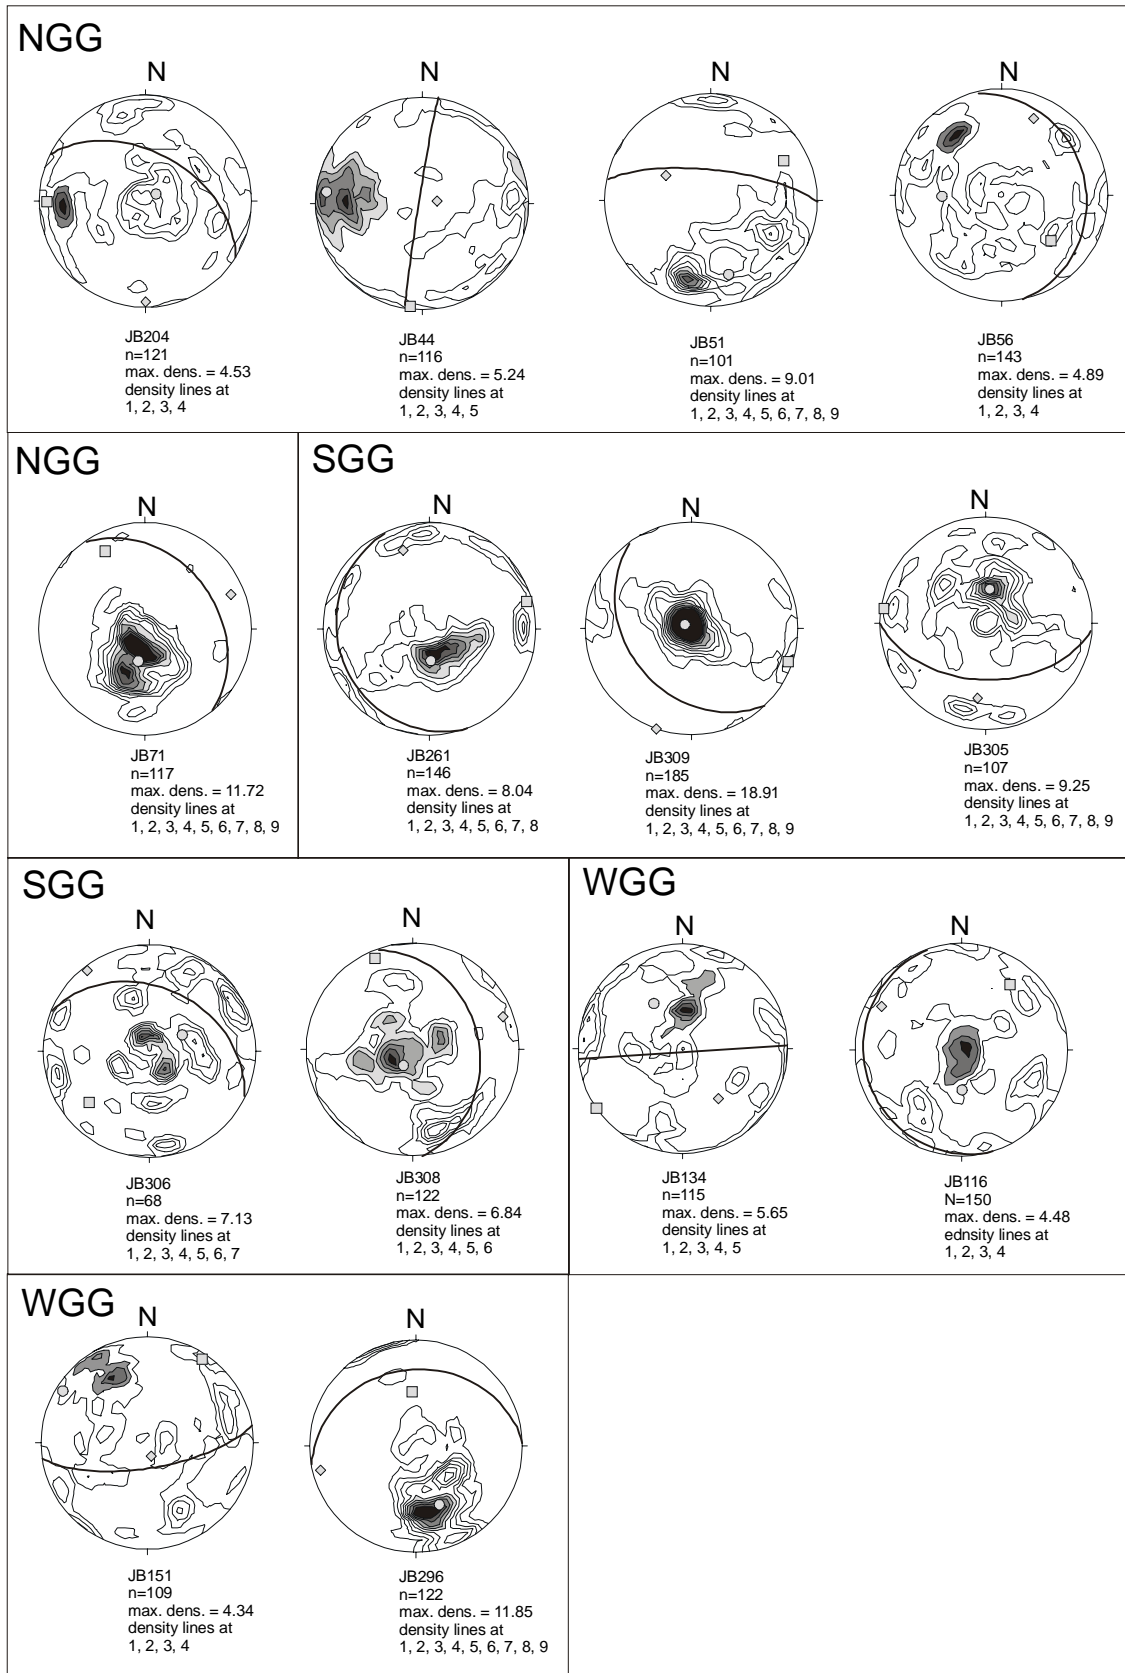 NGG
N
JB204
n=121
max. dens. = 4.53
density lines at
1, 2, 3, 4
N
JB44
n=116
max. dens. = 5.24
density lines at
1, 2, 3, 4, 5
N
JB51
n=101
max. dens. = 9.01
density lines at
1, 2, 3, 4, 5, 6, 7, 8, 9
N
JB56
n=143
max. dens. = 4.89
density lines at
1, 2, 3, 4
NGG
N
JB71
n=117
max. dens. = 11.72
density lines at
1, 2, 3, 4, 5, 6, 7, 8, 9
SGG
N
JB261
n=146
max. dens. = 8.04
density lines at
1, 2, 3, 4, 5, 6, 7, 8
N
JB309
n=185
max. dens. = 18.91
density lines at
1, 2, 3, 4, 5, 6, 7, 8, 9
N
JB305
n=107
max. dens. = 9.25
density lines at
1, 2, 3, 4, 5, 6, 7, 8, 9
SGG
N
JB306
n=68
max. dens. = 7.13
density lines at
1, 2, 3, 4, 5, 6, 7
N
JB308
n=122
max. dens. = 6.84
density lines at
1, 2, 3, 4, 5, 6
WGG
N
JB134
n=115
max. dens. = 5.65
density lines at
1, 2, 3, 4, 5
N
JB116
N=150
max. dens. = 4.48
ednsity lines at
1, 2, 3, 4
WGG
N
JB151
n=109
max. dens. = 4.34
density lines at
1, 2, 3, 4
N
JB296
n=122
max. dens. = 11.85
density lines at
1, 2, 3, 4, 5, 6, 7, 8, 9